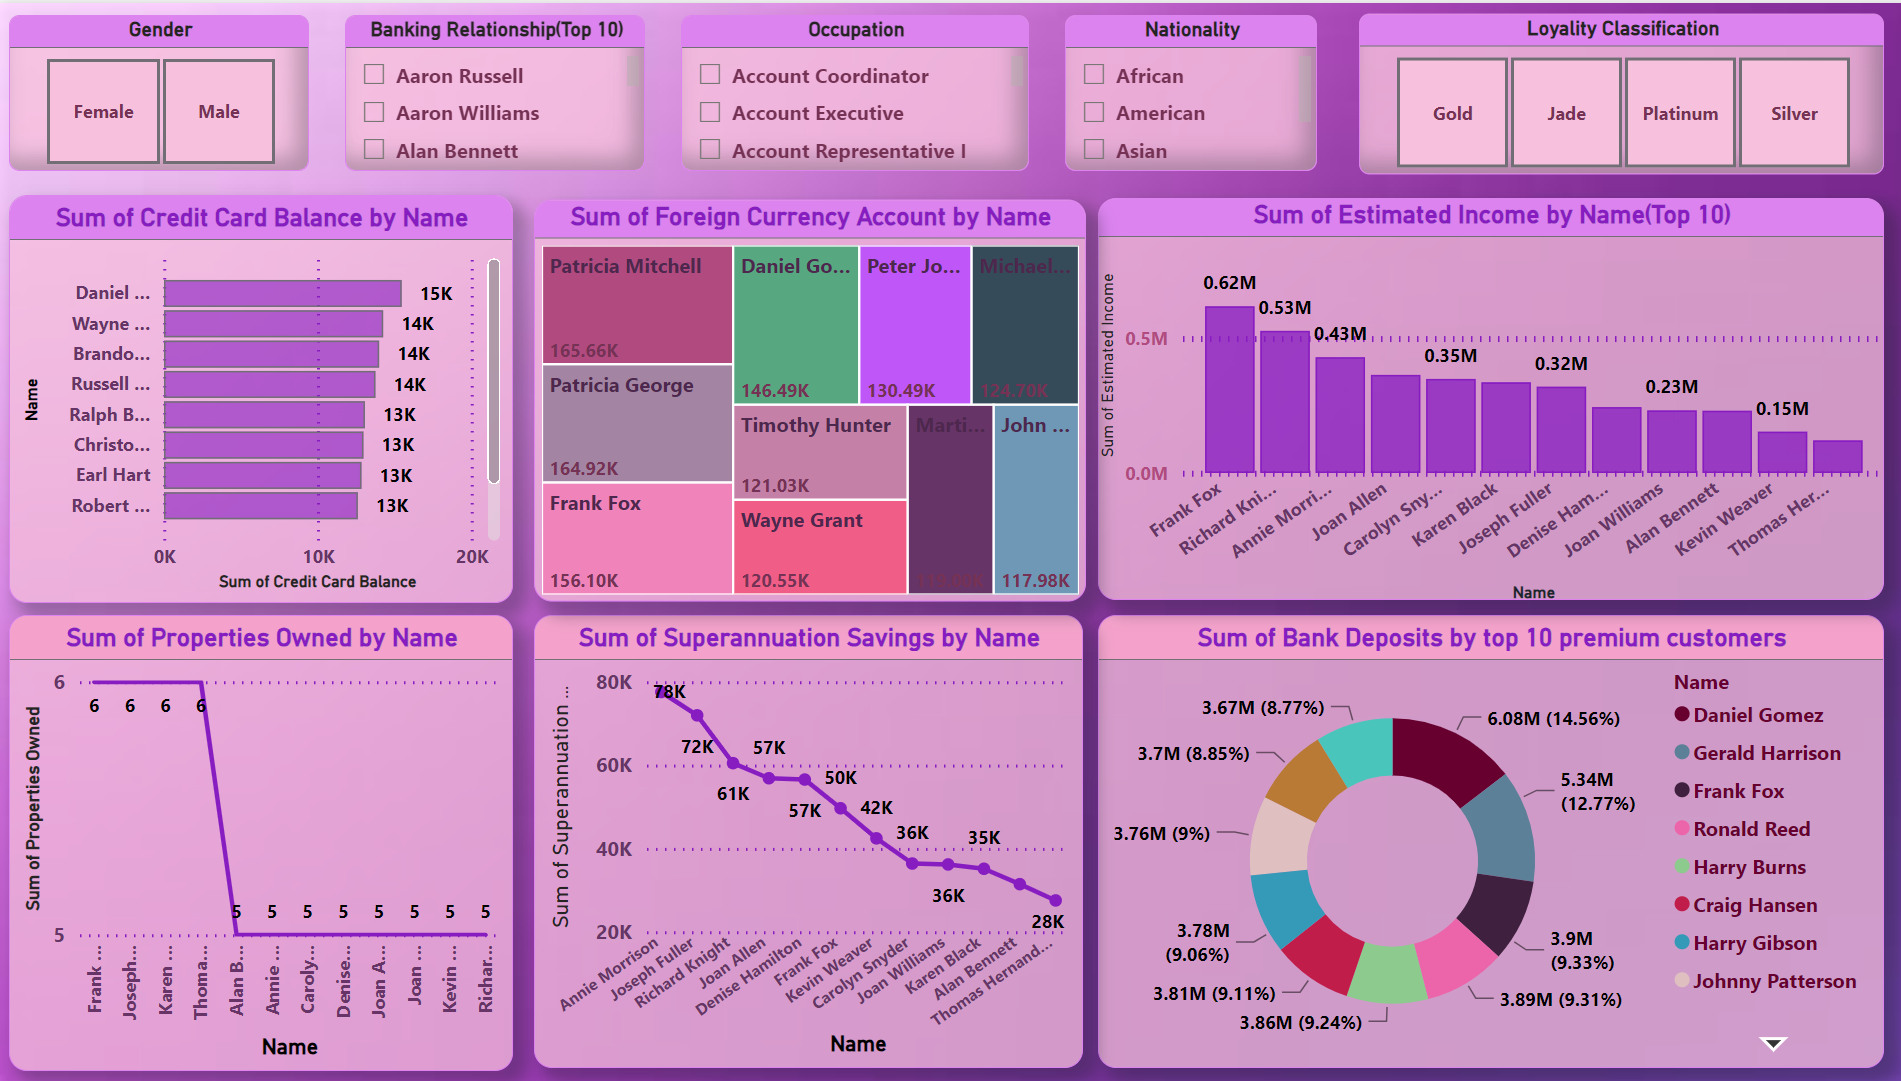 Gender
Female
Male
Banking Relationship(Top 10)
Aaron Russell
Aaron Williams
Alan Bennett
Occupation
Account Coordinator
Account Executive
Account Representative I
Nationality
African
American
Asian
Loyality Classification
Gold
Jade
Platinum
Silver
Sum of Credit Card Balance by Name
Name
Daniel ...
15K
Wayne ...
14K
Brando...
14K
Russell ...
14K
Ralph B...
13K
Christo...
13K
Earl Hart
13K
Robert ...
13K
0K
10K
20K
Sum of Credit Card Balance
Sum of Foreign Currency Account by Name
Patricia Mitchell
165.66K
Patricia George
164.92K
Frank Fox
156.10K
Daniel Go...
146.49K
Peter Jo...
130.49K
Michael...
124.70K
Timothy Hunter
121.03K
Wayne Grant
120.55K
Marti...
John ...
117.98K
Sum of Estimated Income by Name(Top 10)
Sum of Estimated Income
0.5M
0.0M
0.62M
0.53M
0.43M
0.35M
0.32M
0.23M
0.15M
Frank Fox
Richard Kni...
Annie Morri...
Joan Allen
Carolyn Sny...
Karen Black
Joseph Fuller
Denise Ham...
Joan Williams
Alan Bennett
Kevin Weaver
Thomas Her...
Name
Sum of Properties Owned by Name
Sum of Properties Owned
6
5
6
6
6
6
5
5
5
5
5
5
5
5
Frank ...
Joseph...
Karen ...
Thoma...
Alan B...
Annie ...
Caroly...
Denise...
Joan A...
Joan ...
Kevin ...
Richar...
Name
Sum of Superannuation Savings by Name
Sum of Superannuation ...
80K
60K
40K
20K
78K
72K
61K
57K
57K
50K
42K
36K
36K
35K
28K
Annie Morrison
Joseph Fuller
Richard Knight
Joan Allen
Denise Hamilton
Frank Fox
Kevin Weaver
Carolyn Snyder
Joan Williams
Karen Black
Alan Bennett
Thomas Hernand...
Name
Sum of Bank Deposits by top 10 premium customers
6.08M (14.56%)
5.34M
(12.77%)
3.9M
(9.33%)
3.89M (9.31%)
3.86M (9.24%)
3.81M (9.11%)
3.78M
(9.06%)
3.76M (9%)
3.7M (8.85%)
3.67M (8.77%)
Name
Daniel Gomez
Gerald Harrison
Frank Fox
Ronald Reed
Harry Burns
Craig Hansen
Harry Gibson
Johnny Patterson